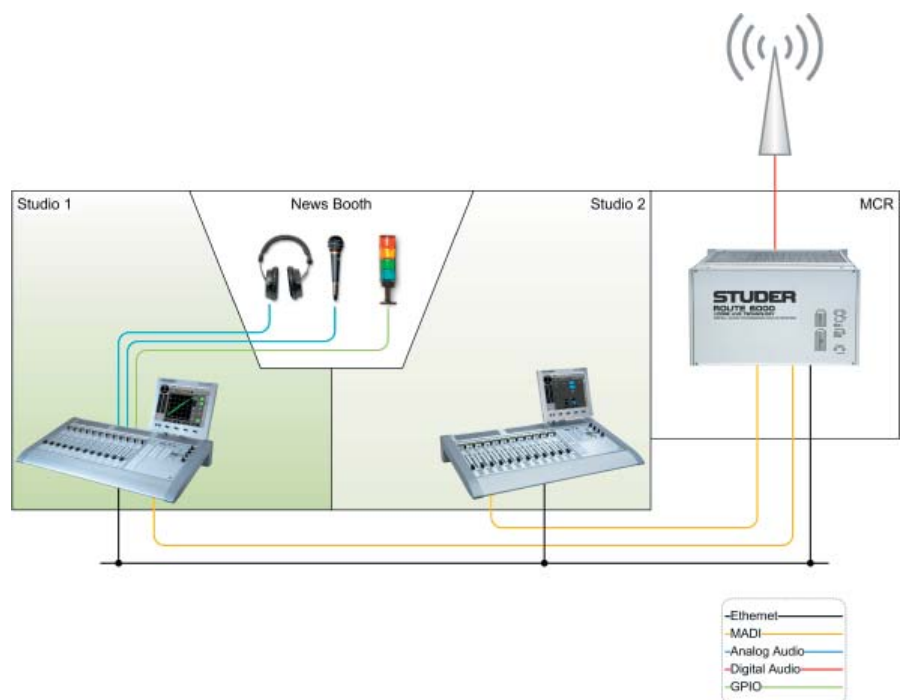 Studio 1
News Booth
Studio 2
MCR
STUDER
ROUTE 6000
Ethernet
MADI
Analog Audio
Digital Audio
GPIO